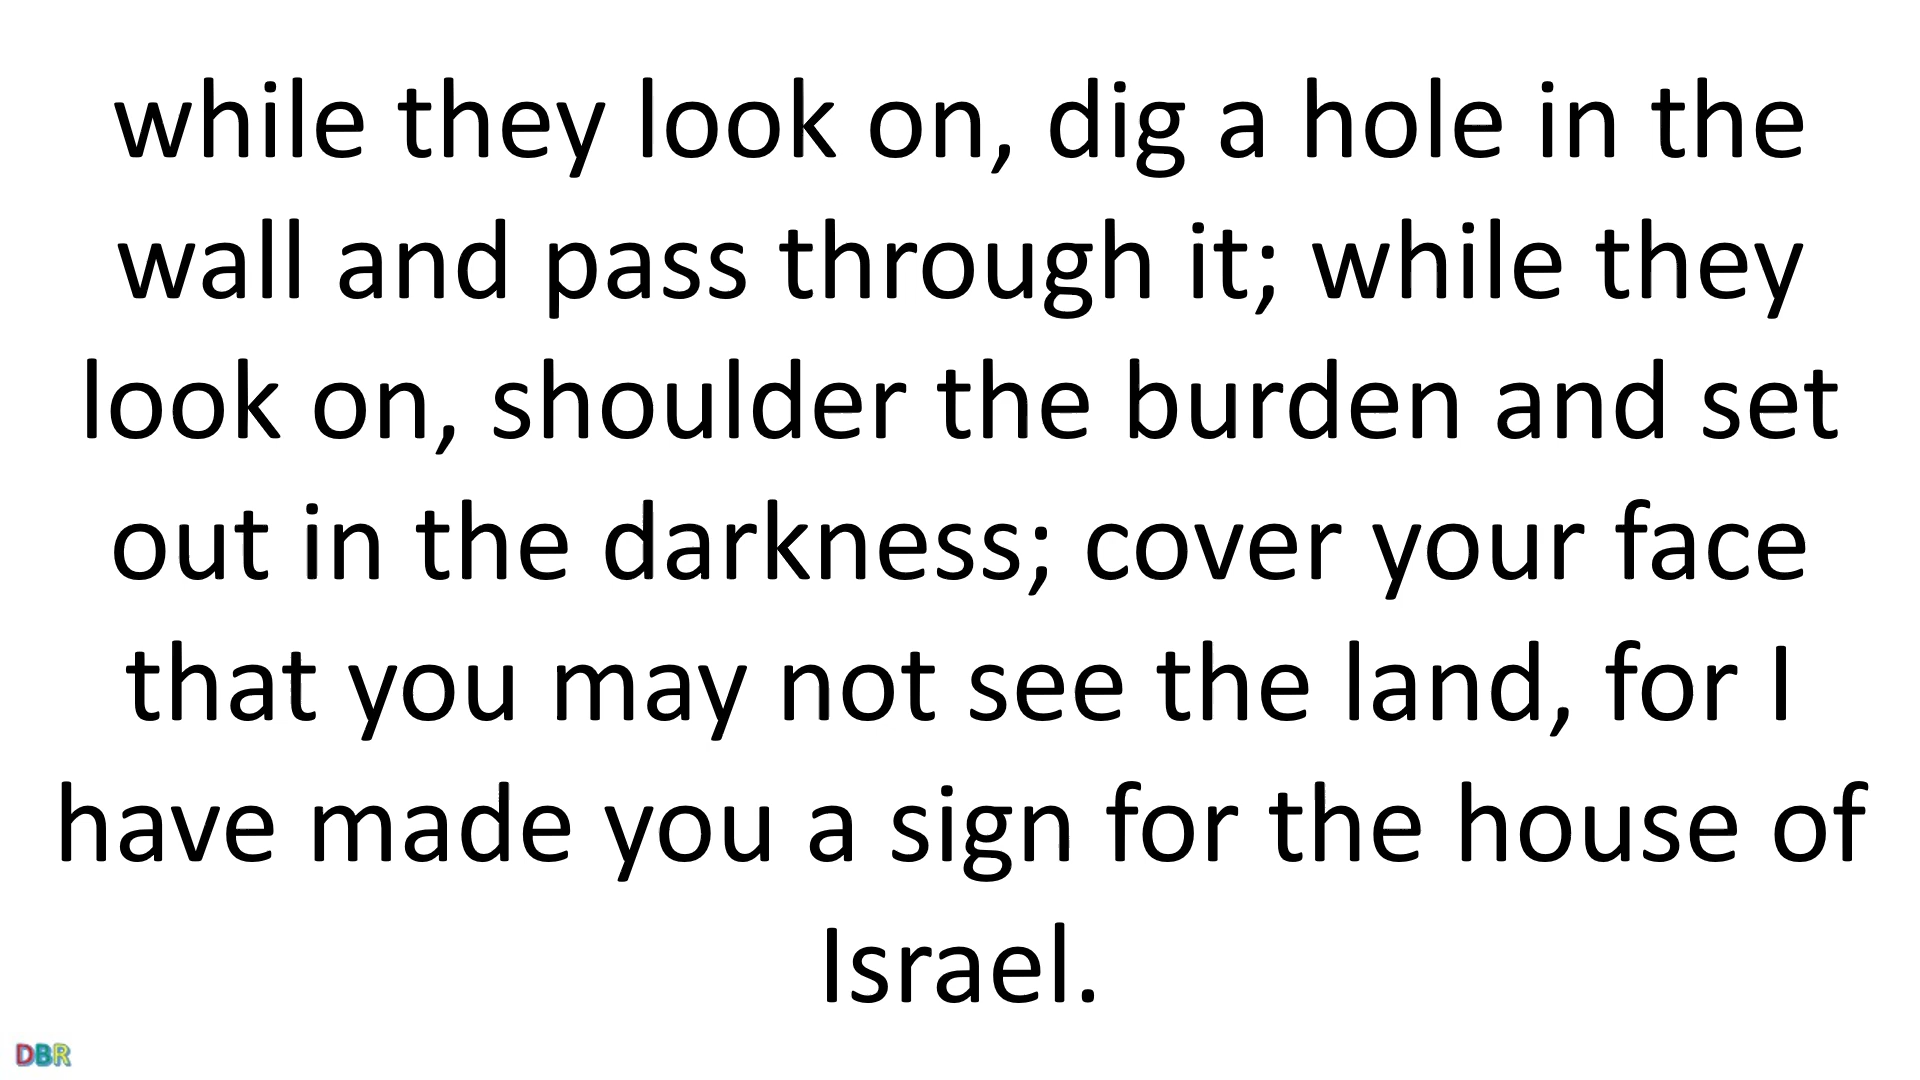 while they look on, dig a hole in the
wall and pass through it; while they
look on, shoulder the burden and set
out in the darkness; cover your face
that you may not see the land, for I
have made you a sign for the house of
Israel.
DBR